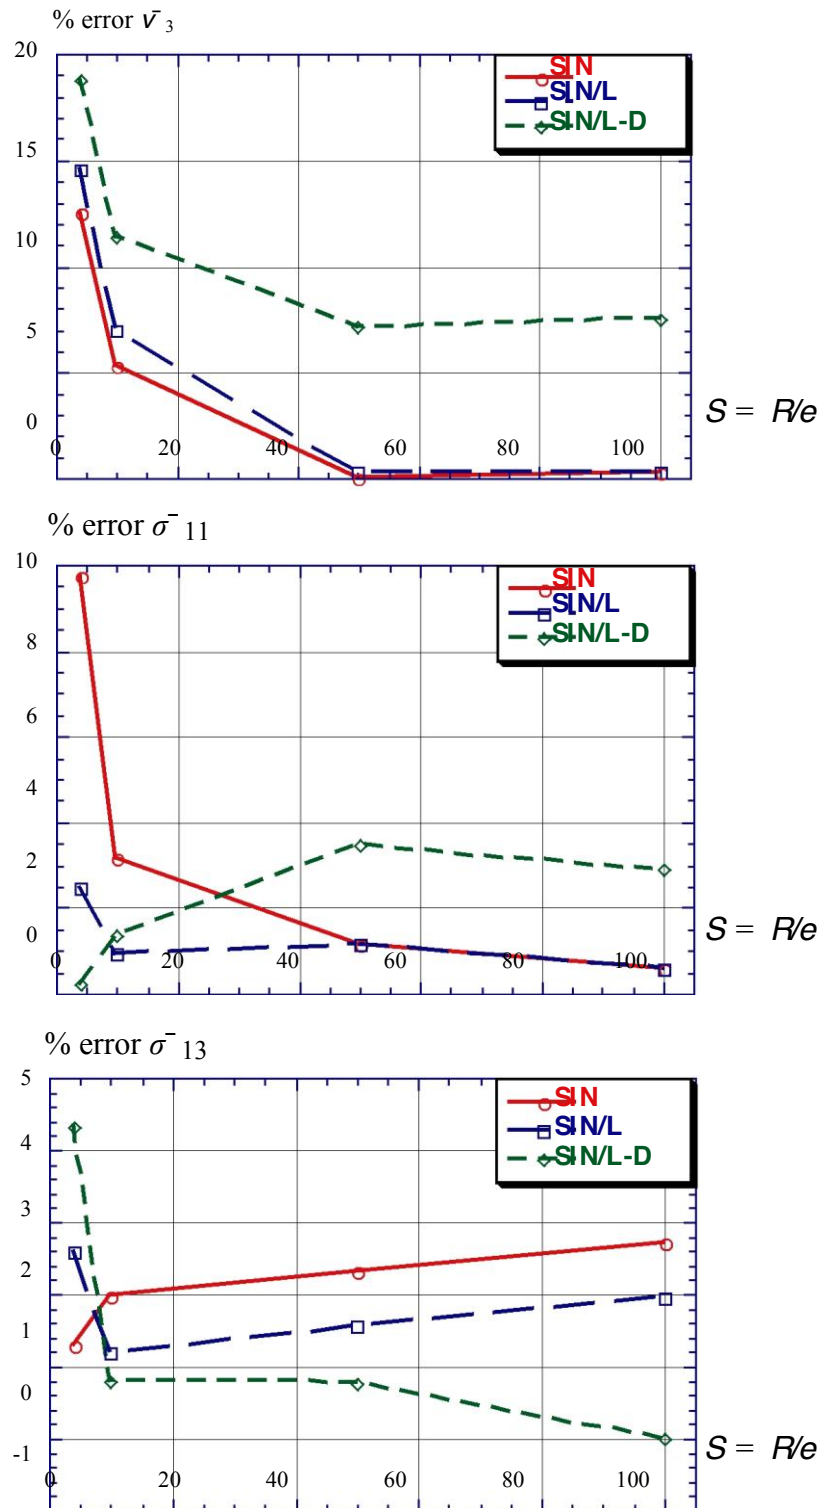 % error v̄ 3
20
SIN
SIN/L
SIN/L-D
15
10
5
0
S = R/e
0 20 40 60 80 100
% error σ̄ 11
10
SIN
SIN/L
SIN/L-D
8
6
4
2
0
S = R/e
0 20 40 60 80 100
% error σ̄ 13
5
SIN
SIN/L
SIN/L-D
4
3
2
1
0
-1
S = R/e
0 20 40 60 80 100